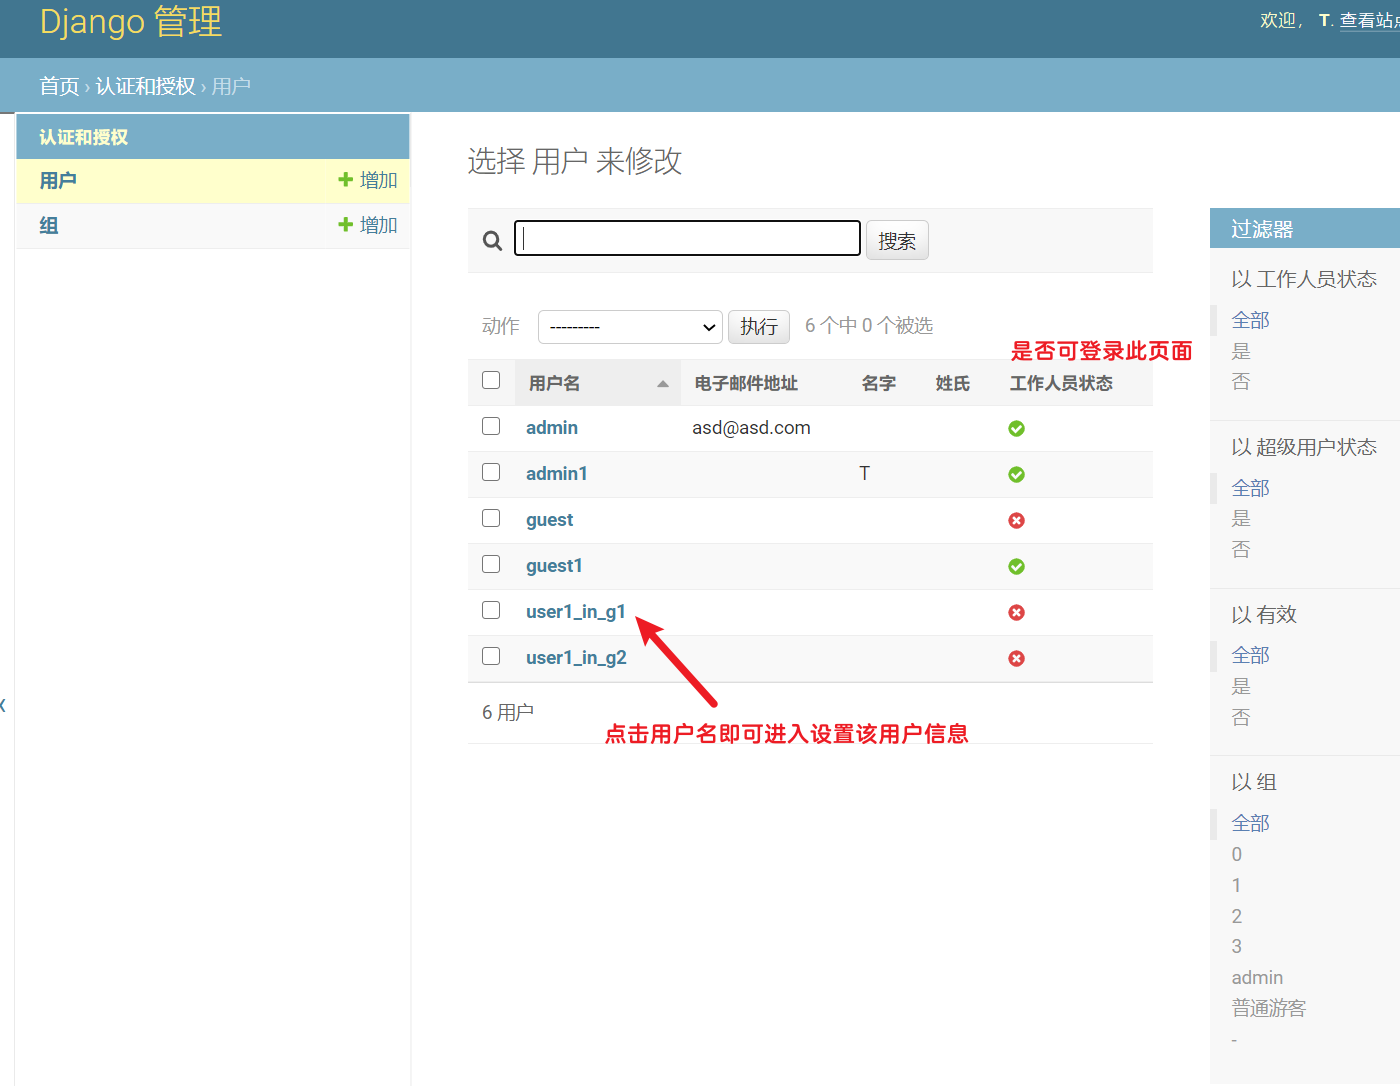 Django 管理
欢迎， T. 查看站点
首页 › 认证和授权 › 用户
认证和授权
用户 增加
组 增加
选择 用户 来修改
搜索
动作 --------- 执行 6 个中 0 个被选
是否可登录此页面
用户名 电子邮件地址 名字 姓氏 工作人员状态
admin asd@asd.com
admin1 T
guest
guest1
user1_in_g1
user1_in_g2
6 用户
点击用户名即可进入设置该用户信息
过滤器
以 工作人员状态
全部
是
否
以 超级用户状态
全部
是
否
以 有效
全部
是
否
以 组
全部
0
1
2
3
admin
普通游客
-